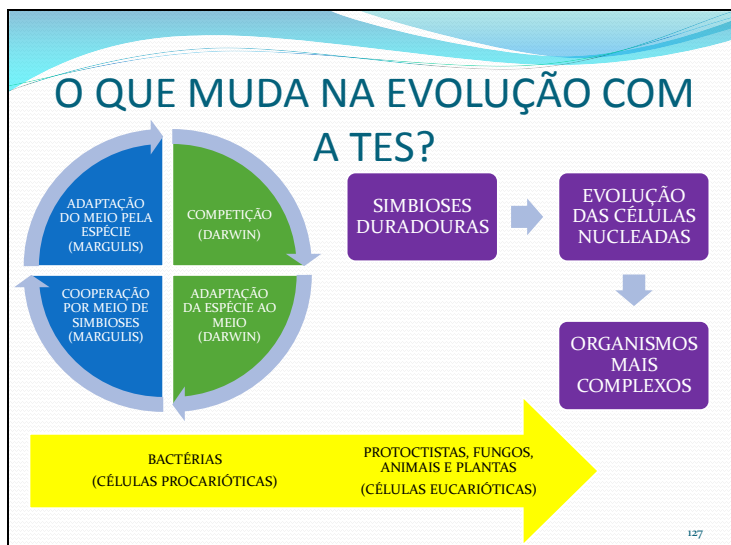 O QUE MUDA NA EVOLUÇÃO COM
A TES?
ADAPTAÇÃO
DO MEIO PELA
ESPÉCIE
(MARGULIS)
COMPETIÇÃO
(DARWIN)
COOPERAÇÃO
POR MEIO DE
SIMBIOSES
(MARGULIS)
ADAPTAÇÃO
DA ESPÉCIE AO
MEIO
(DARWIN)
SIMBIOSES
DURADOURAS
EVOLUÇÃO
DAS CÉLULAS
NUCLEADAS
ORGANISMOS
MAIS
COMPLEXOS
BACTÉRIAS
(CÉLULAS PROCARIÓTICAS)
PROTOCTISTAS, FUNGOS,
ANIMAIS E PLANTAS
(CÉLULAS EUCARIÓTICAS)
127